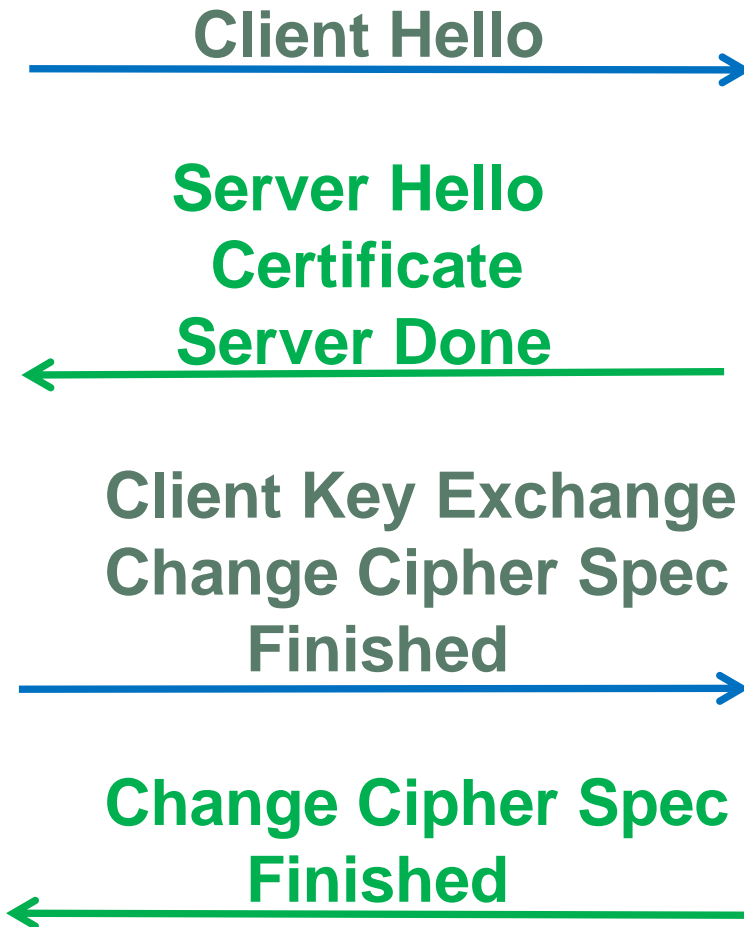 Client Hello
Server Hello
Certificate
Server Done
Client Key Exchange
Change Cipher Spec
Finished
Change Cipher Spec
Finished